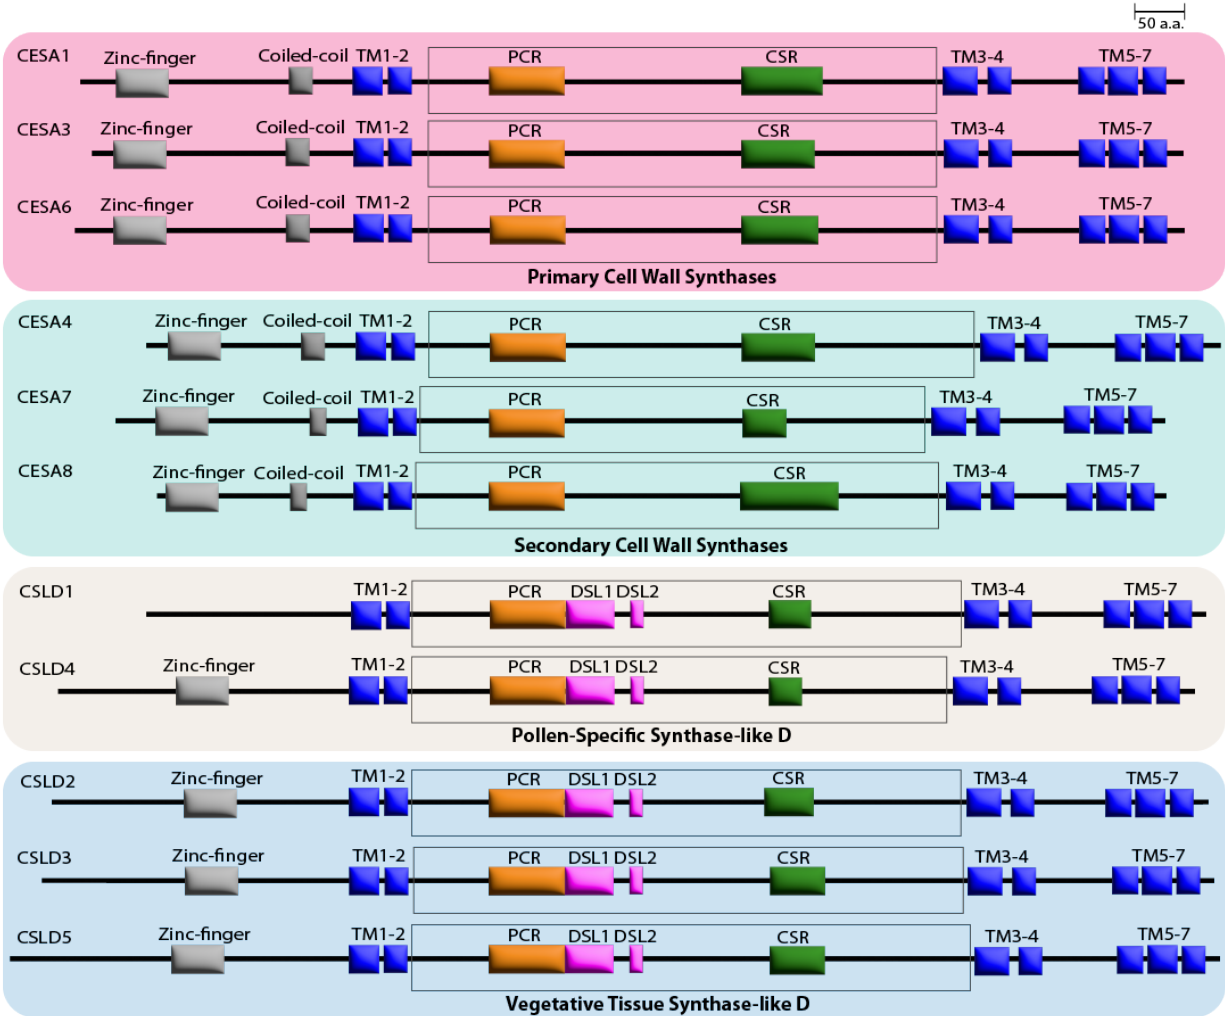 50 a.a.
CESA1 Zinc-finger Coiled-coil TM1-2 PCR CSR TM3-4 TM5-7
CESA3 Zinc-finger Coiled-coil TM1-2 PCR CSR TM3-4 TM5-7
CESA6 Zinc-finger Coiled-coil TM1-2 PCR CSR TM3-4 TM5-7
Primary Cell Wall Synthases
CESA4 Zinc-finger Coiled-coil TM1-2 PCR CSR TM3-4 TM5-7
CESA7 Zinc-finger Coiled-coil TM1-2 PCR CSR TM3-4 TM5-7
CESA8 Zinc-finger Coiled-coil TM1-2 PCR CSR TM3-4 TM5-7
Secondary Cell Wall Synthases
CSLD1 TM1-2 PCR DSL1 DSL2 CSR TM3-4 TM5-7
CSLD4 Zinc-finger TM1-2 PCR DSL1 DSL2 CSR TM3-4 TM5-7
Pollen-Specific Synthase-like D
CSLD2 Zinc-finger TM1-2 PCR DSL1 DSL2 CSR TM3-4 TM5-7
CSLD3 Zinc-finger TM1-2 PCR DSL1 DSL2 CSR TM3-4 TM5-7
CSLD5 Zinc-finger TM1-2 PCR DSL1 DSL2 CSR TM3-4 TM5-7
Vegetative Tissue Synthase-like D